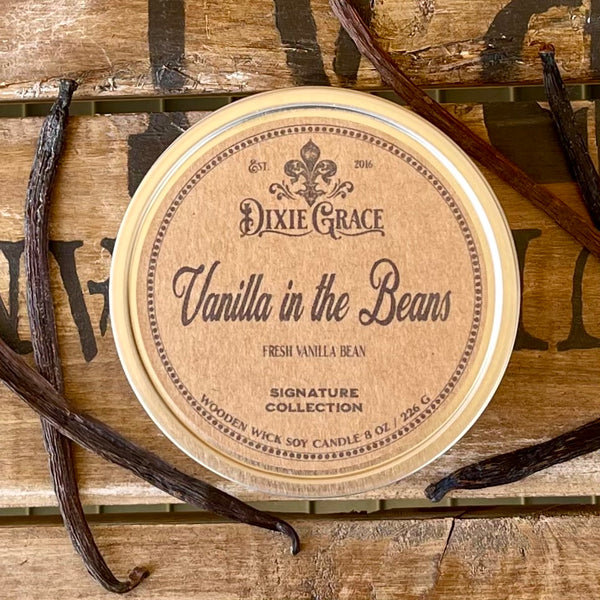 EST. 2016
DIXIE GRACE
Vanilla in the Beans
FRESH VANILLA BEAN
SIGNATURE
COLLECTION
WOODEN WICK SOY CANDLE 8 OZ / 226 G